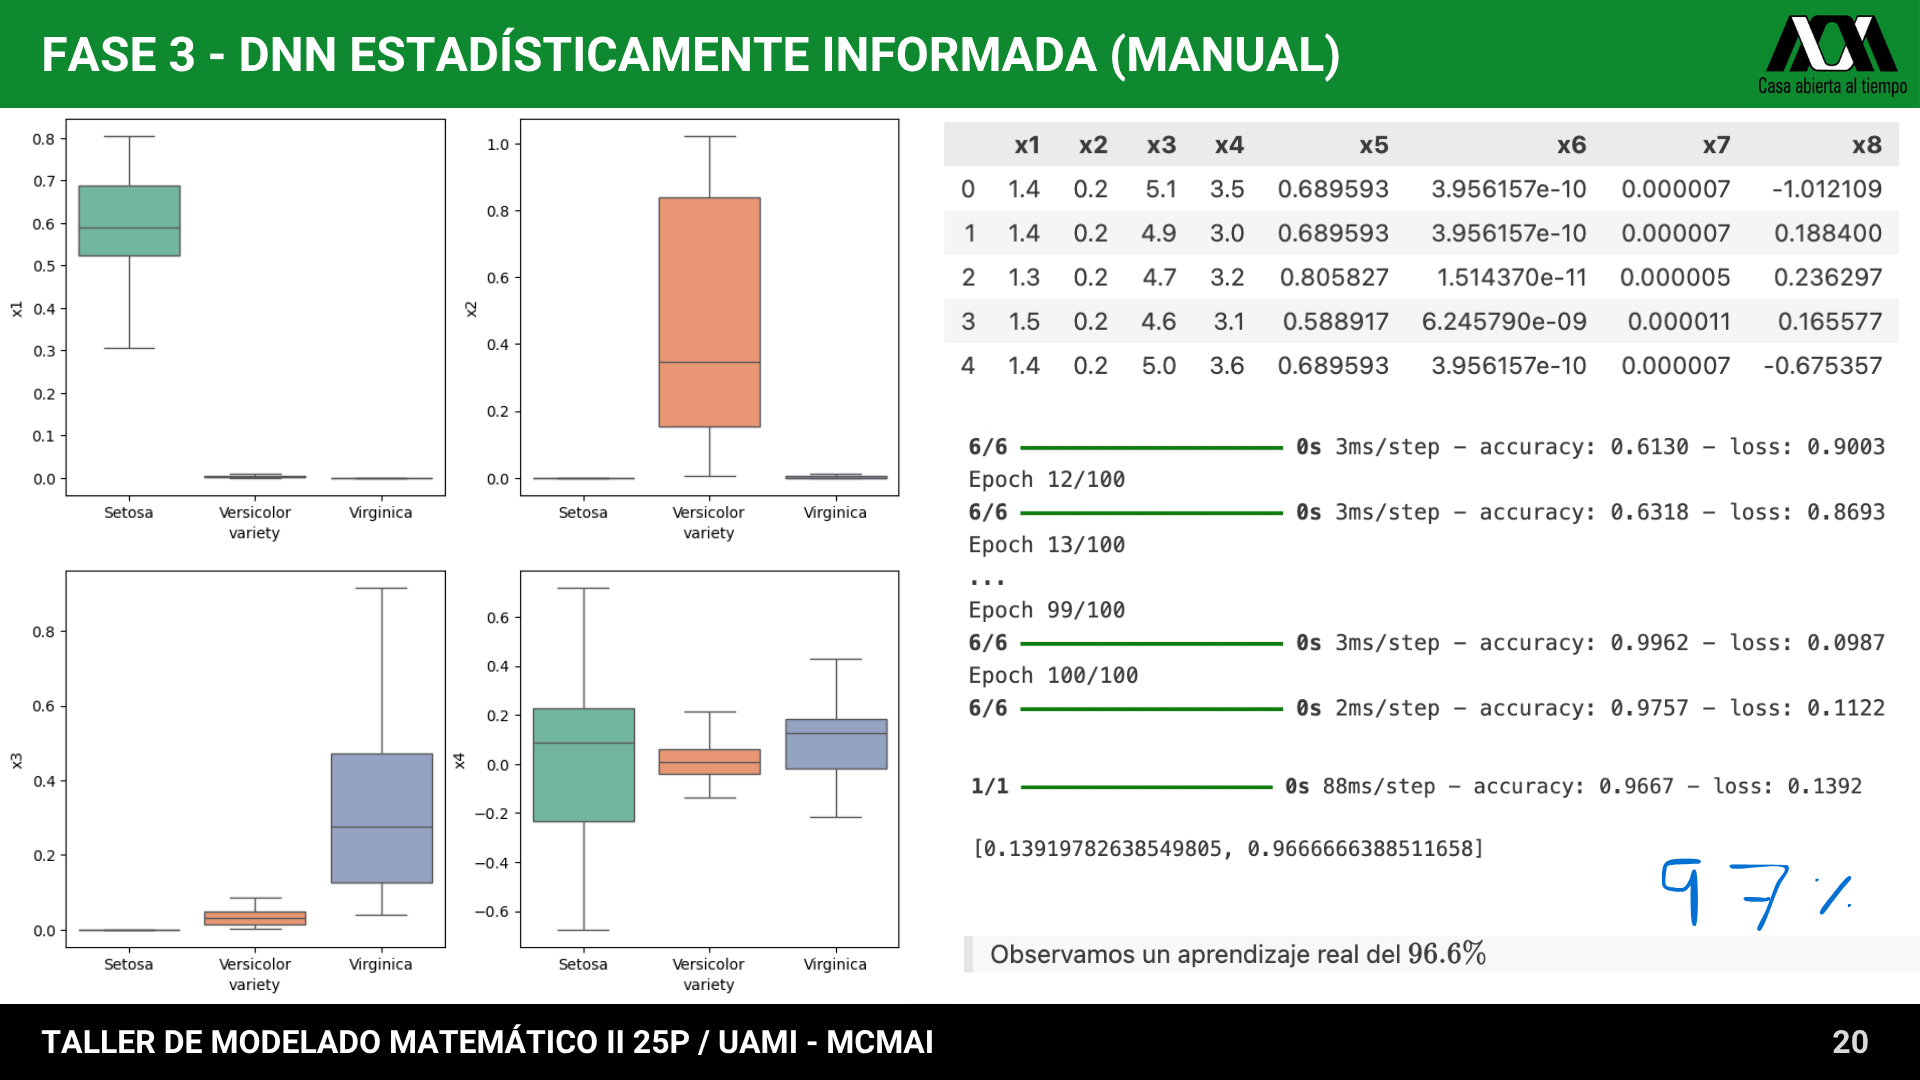 FASE 3 - DNN ESTADÍSTICAMENTE INFORMADA (MANUAL)
Casa abierta al tiempo
0.8
0.7
0.6
0.5
0.4
0.3
0.2
0.1
0.0
x1
Setosa Versicolor Virginica
variety
1.0
0.8
0.6
0.4
0.2
0.0
x2
Setosa Versicolor Virginica
variety
0.8
0.6
0.4
0.2
0.0
x3
Setosa Versicolor Virginica
variety
0.6
0.4
0.2
0.0
−0.2
−0.4
−0.6
x4
Setosa Versicolor Virginica
variety
x1 x2 x3 x4 x5 x6 x7 x8
0 1.4 0.2 5.1 3.5 0.689593 3.956157e-10 0.000007 -1.012109
1 1.4 0.2 4.9 3.0 0.689593 3.956157e-10 0.000007 0.188400
2 1.3 0.2 4.7 3.2 0.805827 1.514370e-11 0.000005 0.236297
3 1.5 0.2 4.6 3.1 0.588917 6.245790e-09 0.000011 0.165577
4 1.4 0.2 5.0 3.6 0.689593 3.956157e-10 0.000007 -0.675357
6/6 0s 3ms/step - accuracy: 0.6130 - loss: 0.9003
Epoch 12/100
6/6 0s 3ms/step - accuracy: 0.6318 - loss: 0.8693
Epoch 13/100
...
Epoch 99/100
6/6 0s 3ms/step - accuracy: 0.9962 - loss: 0.0987
Epoch 100/100
6/6 0s 2ms/step - accuracy: 0.9757 - loss: 0.1122
1/1 0s 88ms/step - accuracy: 0.9667 - loss: 0.1392
[0.13919782638549805, 0.9666666388511658]
97%
Observamos un aprendizaje real del 96.6%
TALLER DE MODELADO MATEMÁTICO II 25P / UAMI - MCMAI
20